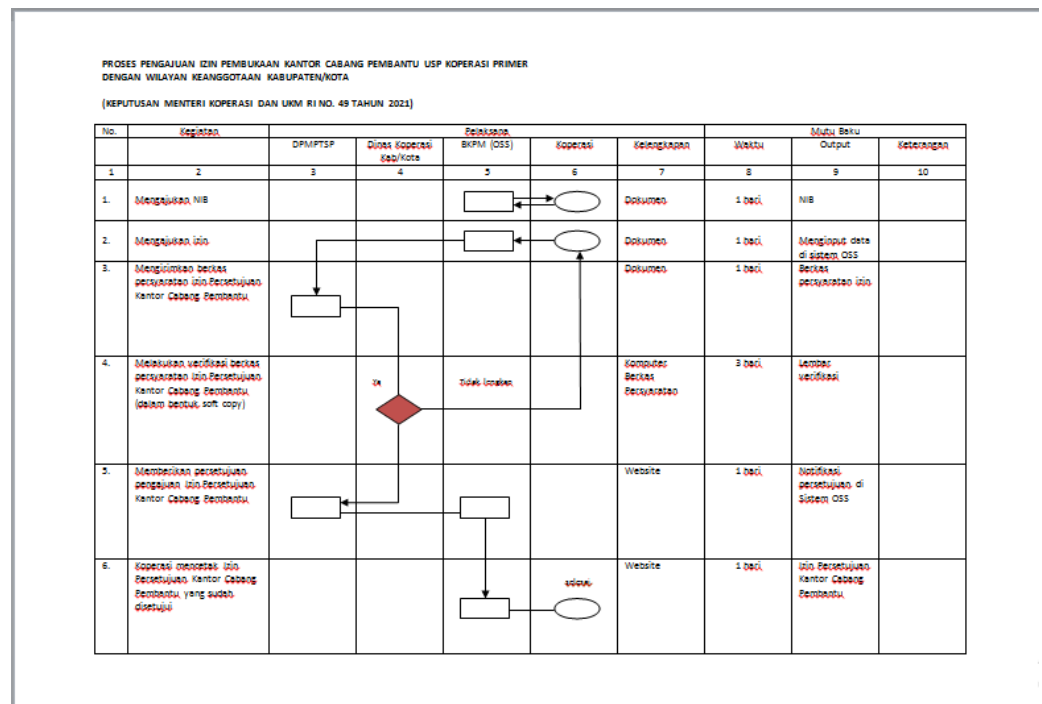 PROSES PENGAJUAN IZIN PEMBUKAAN KANTOR CABANG PEMBANTU USP KOPERASI PRIMER
DENGAN WILAYAN KEANGGOTAAN KABUPATEN/KOTA
(KEPUTUSAN MENTERI KOPERASI DAN UKM RI NO. 49 TAHUN 2021)
No. Kegiatan Pelaksana Mutu Baku
DPMPTSP Dinas Koperasi BKPM (OSS) Koperasi Kelengkapan Waktu Output Keterangan
Kab/Kota
1 2 3 4 5 6 7 8 9 10
1. Mengajukan NIB Dokumen 1 hari NIB
2. Mengajukan izin Dokumen 1 hari Menginput data
di sistem OSS
3. Mengirimkan berkas Dokumen 1 hari Berkas
persyaratan izin Persetujuan persyaratan izin
Kantor Cabang Pembantu
4. Melakukan verifikasi berkas Komputer 3 hari Lembar
persyaratan Izin Persetujuan Berkas verifikasi
Kantor Cabang Pembantu Ya Tidak Persyaratan
(dalam bentuk soft copy)
5. Memberikan persetujuan Website 1 hari Notifikasi
pengajuan Izin Persetujuan persetujuan di
Kantor Cabang Pembantu Sistem OSS
6. Koperasi mencetak Izin Website 1 hari Izin Persetujuan
Persetujuan Kantor Cabang selesai Kantor Cabang
Pembantu yang sudah Pembantu
disetujui